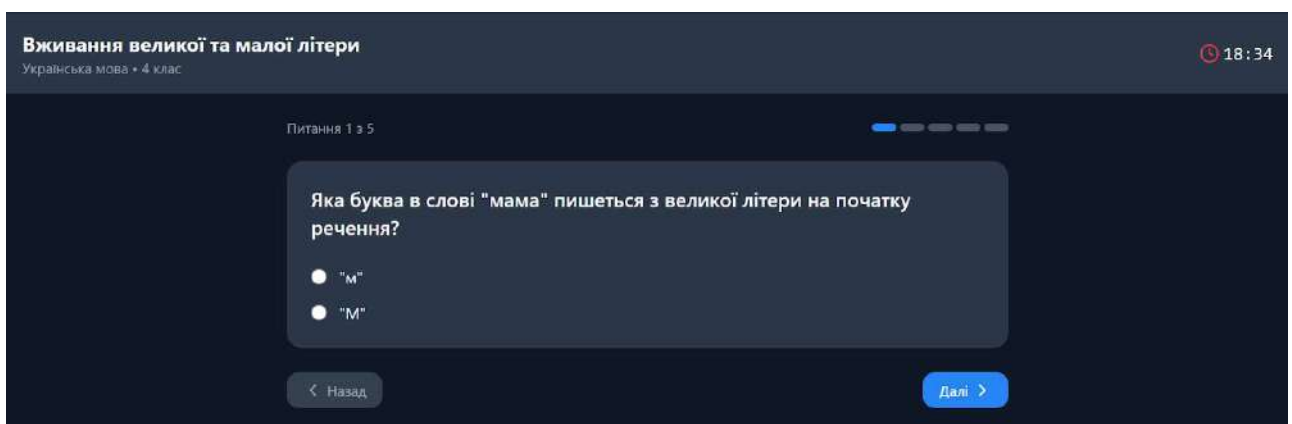 Вживання великої та малої літери
Українська мова • 4 клас
18:34
Питання 1 з 5
Яка буква в слові "мама" пишеться з великої літери на початку
речення?
"м"
"М"
Назад
Далі